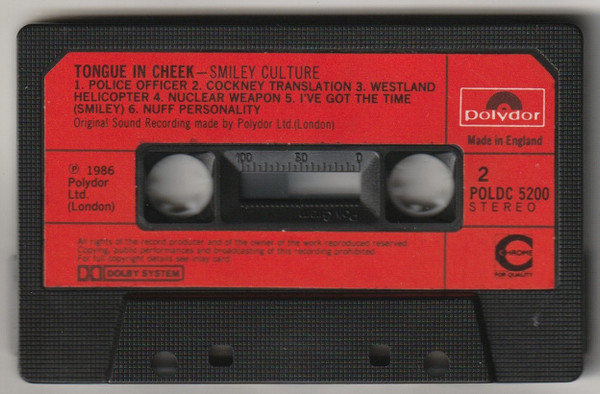 TONGUE IN CHEEK—SMILEY CULTURE
1. POLICE OFFICER 2. COCKNEY TRANSLATION 3. WESTLAND
HELICOPTER 4. NUCLEAR WEAPON 5. I'VE GOT THE TIME
(SMILEY) 6. NUFF PERSONALITY
Original Sound Recording made by Polydor Ltd (London)
polydor
Made in England
℗ 1986
Polydor
Ltd.
(London)
100 50 0
2
POLDC 5200
STEREO
All rights of the record producer and of the owner of the work reproduced reserved
Copying, public performances and broadcasting of this recording prohibited.
For full copyright details see inlay card
DOLBY SYSTEM
CHROME
FOR QUALITY